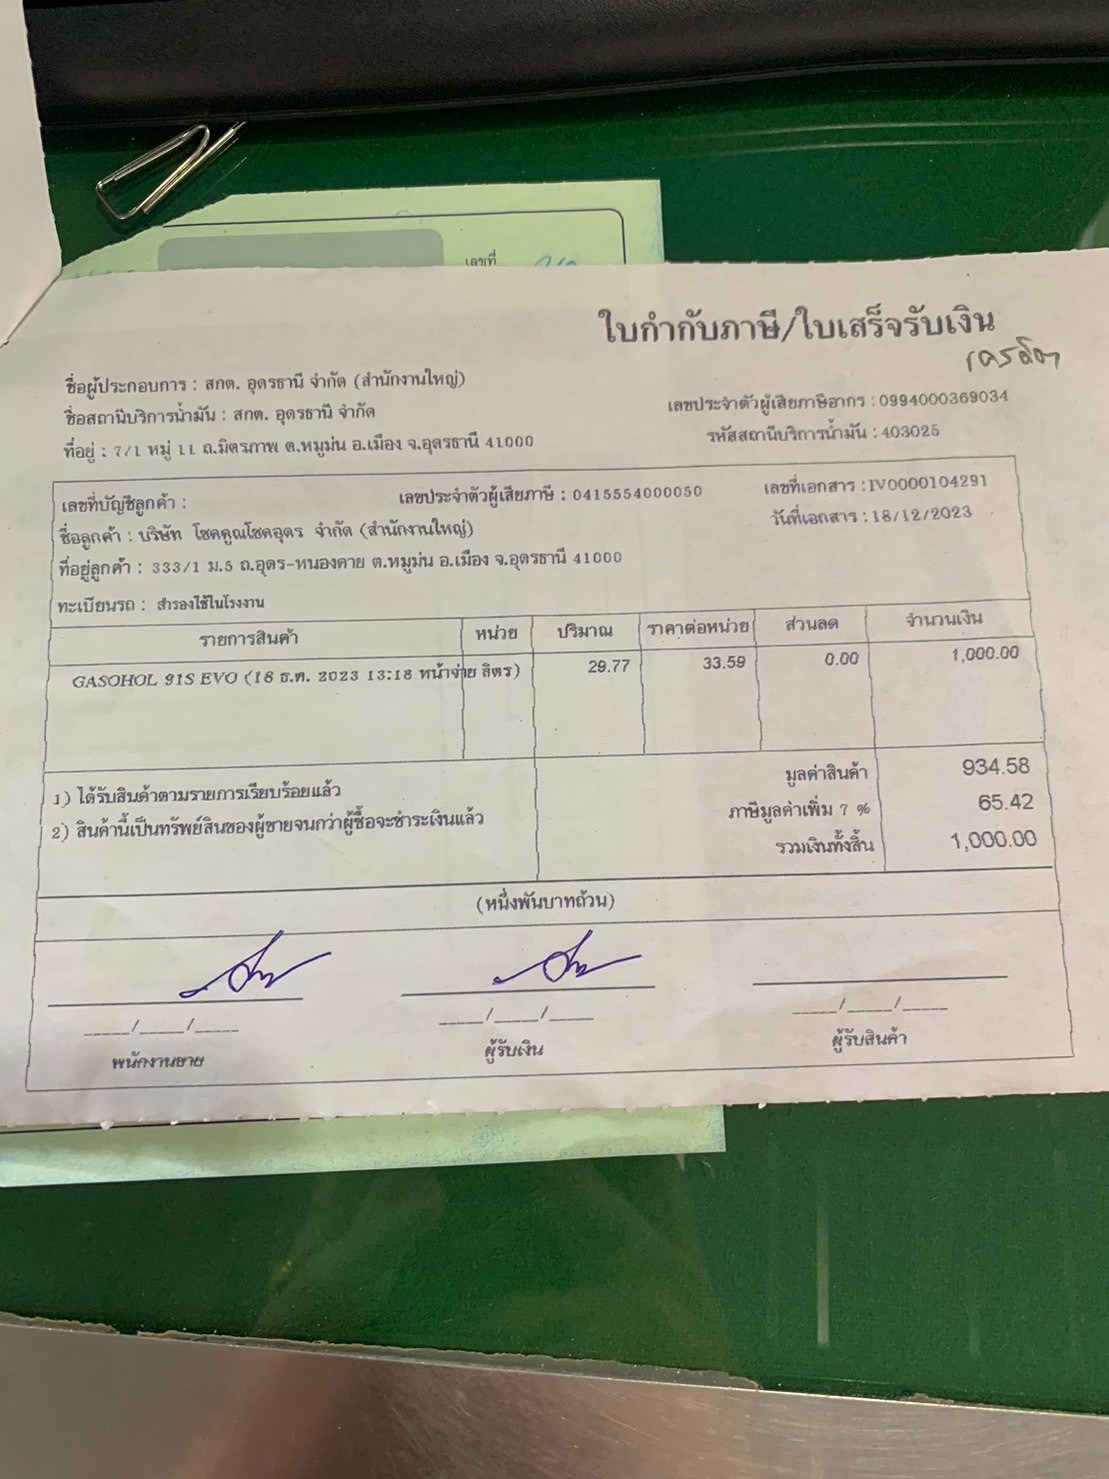 เลขที่
ใบกำกับภาษี/ใบเสร็จรับเงิน
เครดิต
ชื่อผู้ประกอบการ : สกต. อุดรธานี จำกัด (สำนักงานใหญ่)
ชื่อสถานีบริการน้ำมัน : สกต. อุดรธานี จำกัด
เลขประจำตัวผู้เสียภาษีอากร : 0994000369034
ที่อยู่ : 7/1 หมู่ 11 ถ.มิตรภาพ ต.หมูม่น อ.เมือง จ.อุดรธานี 41000
รหัสสถานีบริการน้ำมัน : 403025
เลขที่บัญชีลูกค้า : เลขประจำตัวผู้เสียภาษี : 0415554000050 เลขที่เอกสาร : IV0000104291
ชื่อลูกค้า : บริษัท โชคคูณโชคอุดร จำกัด (สำนักงานใหญ่) วันที่เอกสาร : 18/12/2023
ที่อยู่ลูกค้า : 333/1 ม.5 ถ.อุดร-หนองคาย ต.หมูม่น อ.เมือง จ.อุดรธานี 41000
ทะเบียนรถ : สำรองใช้ในโรงงาน
รายการสินค้า หน่วย ปริมาณ ราคาต่อหน่วย ส่วนลด จำนวนเงิน
GASOHOL 91S EVO (18 ธ.ค. 2023 13:18 หน้าจ่าย ลิตร) 29.77 33.59 0.00 1,000.00
1) ได้รับสินค้าตามรายการเรียบร้อยแล้ว มูลค่าสินค้า 934.58
2) สินค้านี้เป็นทรัพย์สินของผู้ขายจนกว่าผู้ซื้อจะชำระเงินแล้ว ภาษีมูลค่าเพิ่ม 7 % 65.42
รวมเงินทั้งสิ้น 1,000.00
(หนึ่งพันบาทถ้วน)
____/____/____ ____/____/____ ____/____/____
พนักงานขาย ผู้รับเงิน ผู้รับสินค้า